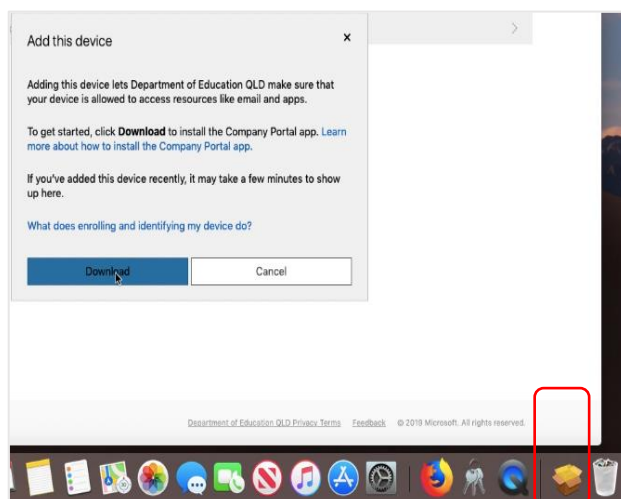 Add this device
×
Adding this device lets Department of Education QLD make sure that
your device is allowed to access resources like email and apps.
To get started, click Download to install the Company Portal app. Learn
more about how to install the Company Portal app.
If you've added this device recently, it may take a few minutes to show
up here.
What does enrolling and identifying my device do?
Download Cancel
Department of Education QLD Privacy Terms Feedback © 2019 Microsoft. All rights reserved.